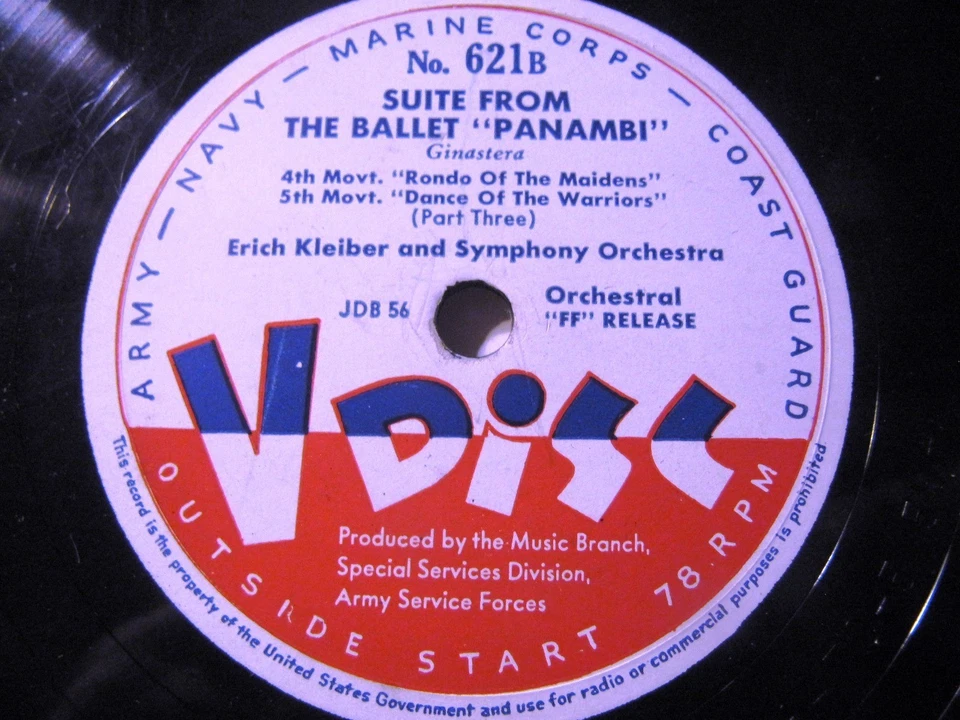 ARMY — NAVY — MARINE CORPS — COAST GUARD
No. 621B
SUITE FROM
THE BALLET "PANAMBI"
Ginastera
4th Movt. "Rondo Of The Maidens"
5th Movt. "Dance Of The Warriors"
(Part Three)
Erich Kleiber and Symphony Orchestra
JDB 56
Orchestral
"FF" RELEASE
V DISC
Produced by the Music Branch,
Special Services Division,
Army Service Forces
OUTSIDE START 78 RPM
This record is the property of the United States Government and use for radio or commercial purposes is prohibited